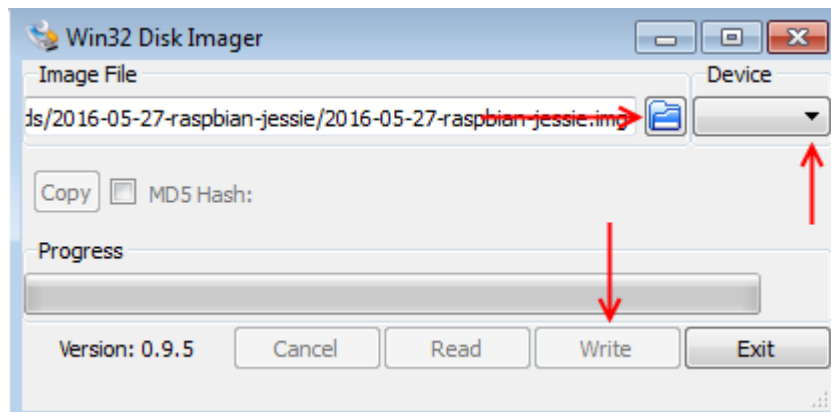 Win32 Disk Imager
Image File
Device
ds/2016-05-27-raspbian-jessie/2016-05-27-raspbian-jessie.img
Copy
MD5 Hash:
Progress
Version: 0.9.5
Cancel
Read
Write
Exit